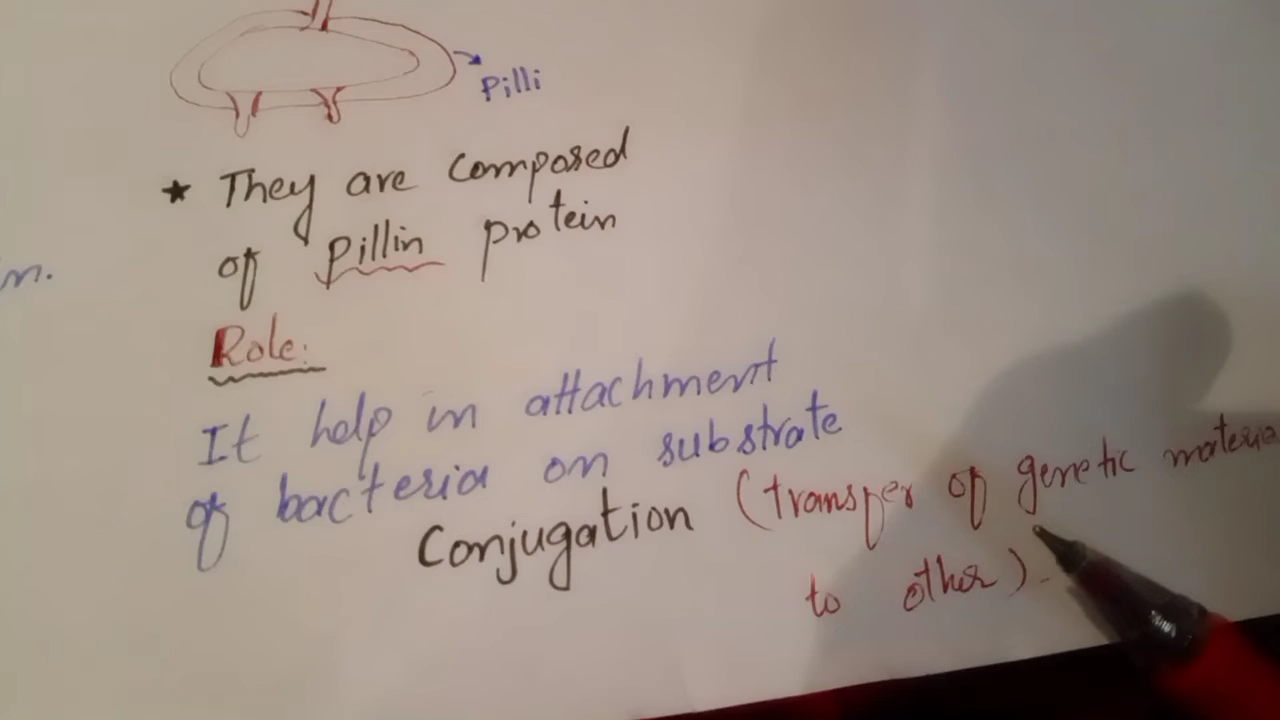 Pilli
* They are composed
of Pillin protein
Role:
It help in attachment
of bacteria on substrate
Conjugation (transfer of genetic materia
to other).